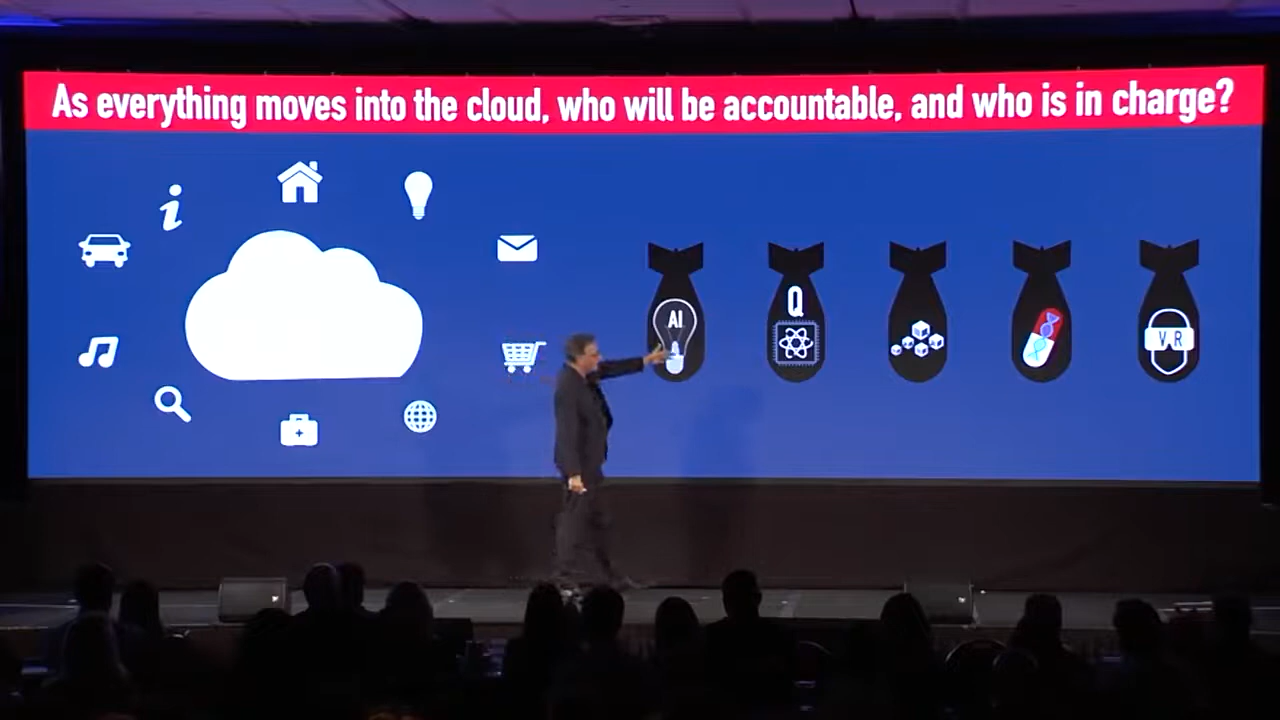 As everything moves into the cloud, who will be accountable, and who is in charge?
i
AI
Q
VR